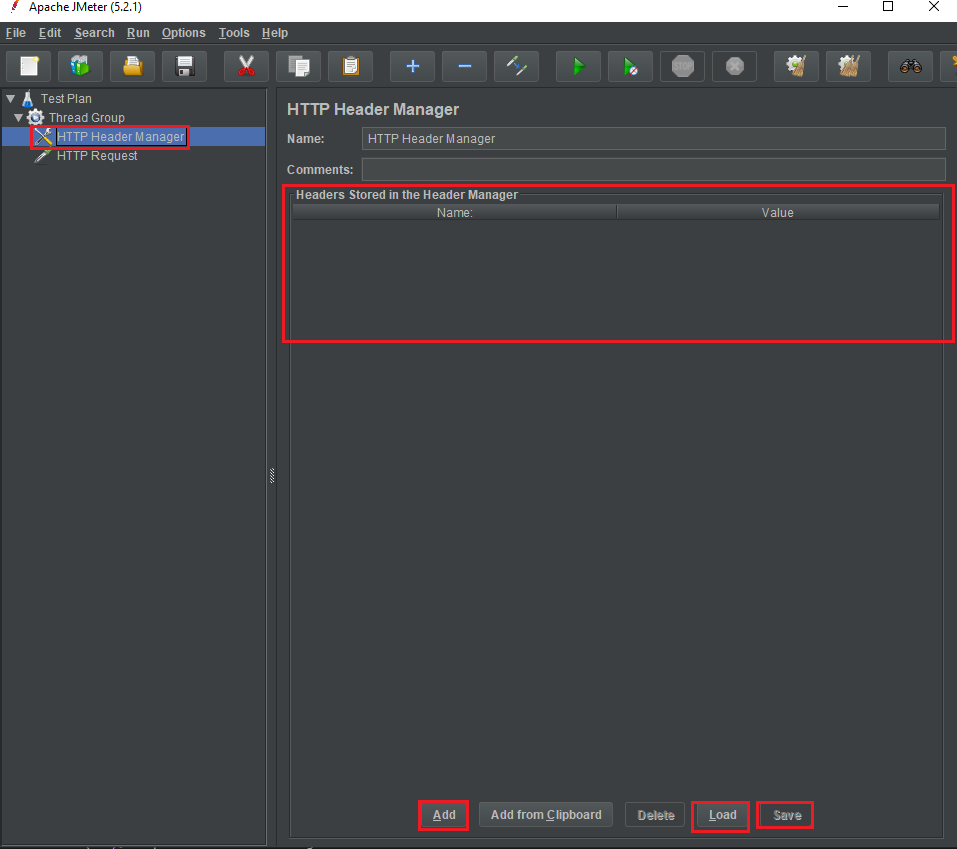 Apache JMeter (5.2.1)
File Edit Search Run Options Tools Help
STOP
Test Plan
Thread Group
HTTP Header Manager
HTTP Request
HTTP Header Manager
Name: HTTP Header Manager
Comments:
Headers Stored in the Header Manager
Name: Value
Add Add from Clipboard Delete Load Save